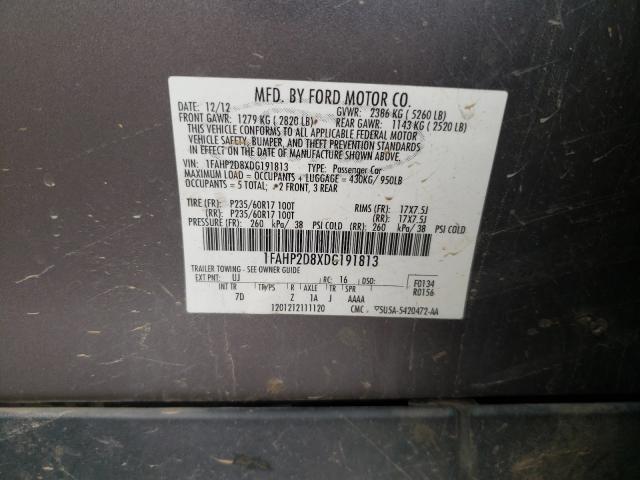 MFD. BY FORD MOTOR CO.
DATE: 12/12 GVWR: 2386 KG ( 5260 LB)
FRONT GAWR: 1279 KG ( 2820 LB) REAR GAWR: 1143 KG ( 2520 LB)
THIS VEHICLE CONFORMS TO ALL APPLICABLE FEDERAL MOTOR
VEHICLE SAFETY, BUMPER, AND THEFT PREVENTION STANDARDS
IN EFFECT ON THE DATE OF MANUFACTURE SHOWN ABOVE.
VIN: 1FAHP2D8XDG191813 TYPE: Passenger Car
MAXIMUM LOAD = OCCUPANTS + LUGGAGE = 430KG/ 950LB
OCCUPANTS = 5 TOTAL; 2 FRONT, 3 REAR
TIRE (FR): P235/60R17 100T RIMS (FR): 17X7.5J
(RR): P235/60R17 100T (RR): 17X7.5J
PRESSURE (FR): 260 kPa/ 38 PSI COLD (RR): 260 kPa/ 38 PSI COLD
1FAHP2D8XDG191813
TRAILER TOWING - SEE OWNER GUIDE
EXT PNT: UJ RC: 16 DSO: F0134
INT TR TP/PS R AXLE TR SPR R0156
7D Z 1A J AAAA
1201212111120 CMC ▽SUSA-5420472-AA